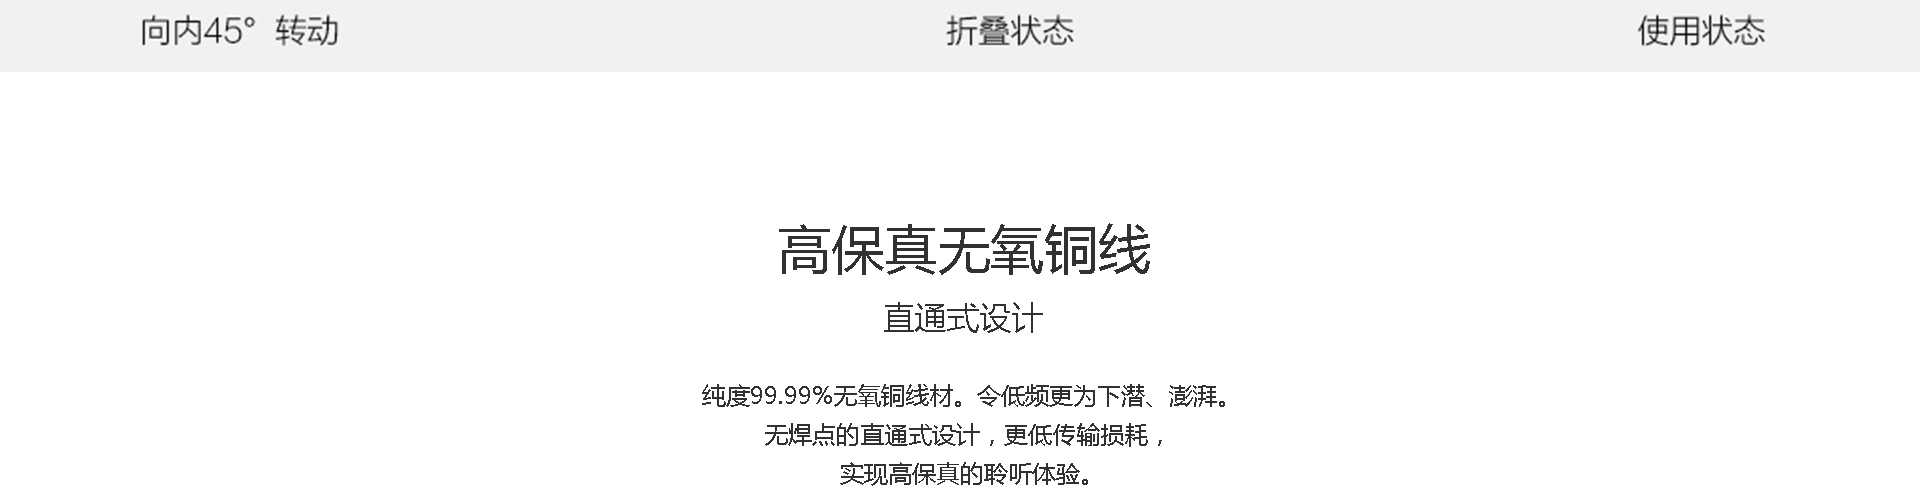 向内45° 转动 折叠状态 使用状态
高保真无氧铜线
直通式设计
纯度99.99%无氧铜线材。令低频更为下潜、澎湃。
无焊点的直通式设计，更低传输损耗，
实现高保真的聆听体验。